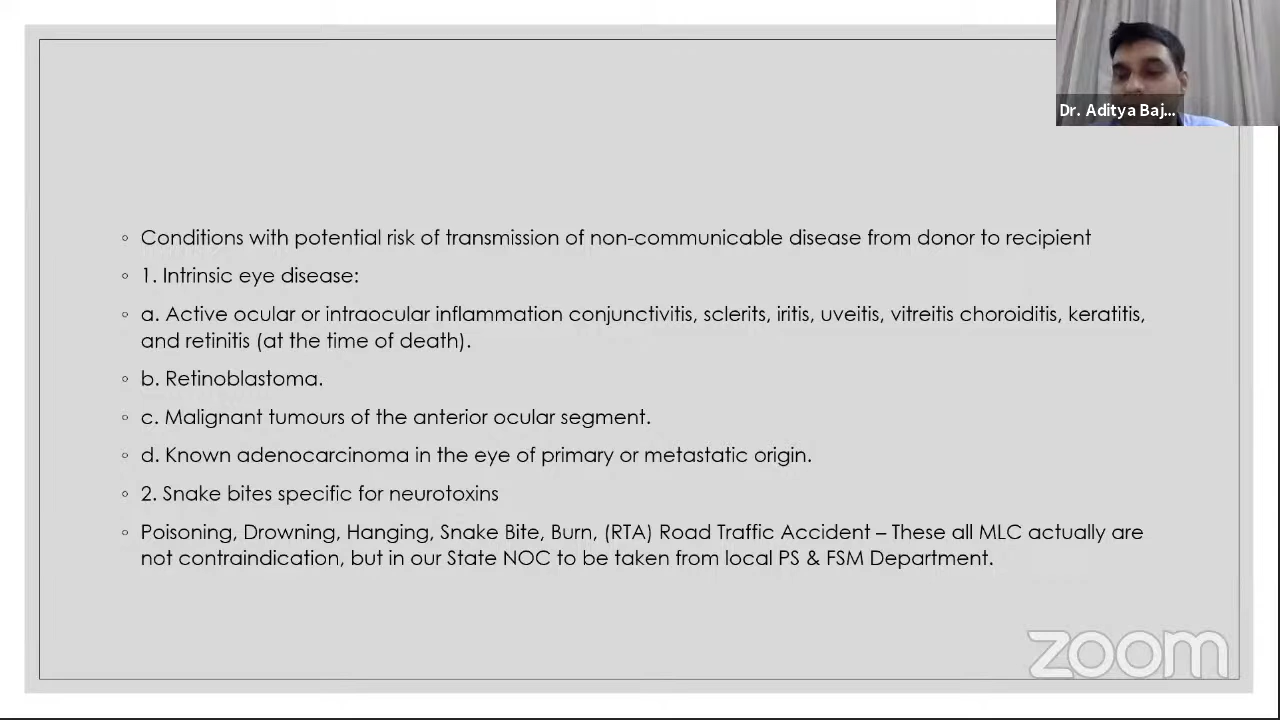 Dr. Aditya Baj...
◦ Conditions with potential risk of transmission of non-communicable disease from donor to recipient
◦ 1. Intrinsic eye disease:
◦ a. Active ocular or intraocular inflammation conjunctivitis, sclerits, iritis, uveitis, vitreitis choroiditis, keratitis,
and retinitis (at the time of death).
◦ b. Retinoblastoma.
◦ c. Malignant tumours of the anterior ocular segment.
◦ d. Known adenocarcinoma in the eye of primary or metastatic origin.
◦ 2. Snake bites specific for neurotoxins
◦ Poisoning, Drowning, Hanging, Snake Bite, Burn, (RTA) Road Traffic Accident – These all MLC actually are
not contraindication, but in our State NOC to be taken from local PS & FSM Department.
zoom